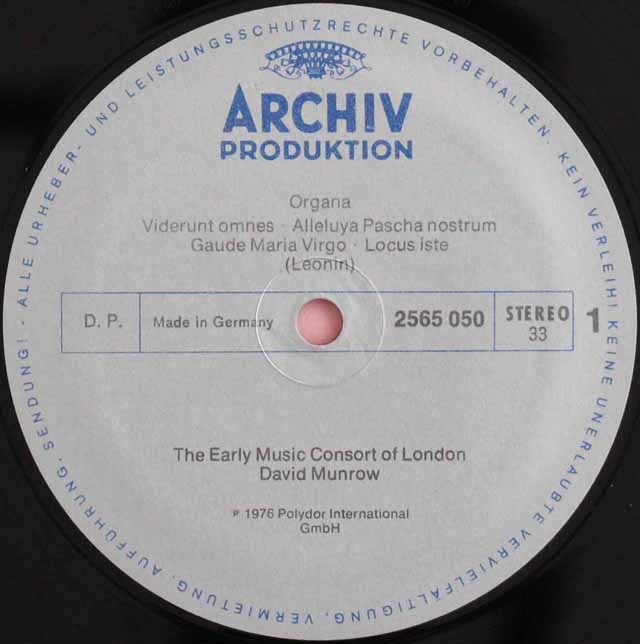 ALLE URHEBER- UND LEISTUNGSSCHUTZRECHTE VORBEHALTEN. KEIN VERLEIH! KEINE UNERLAUBTE VERVIELFÄLTIGUNG, VERMIETUNG, AUFFÜHRUNG, SENDUNG! ·
ARCHIV
PRODUKTION
Organa
Viderunt omnes · Alleluya Pascha nostrum
Gaude Maria Virgo · Locus iste
(Leonin)
D. P.
Made in Germany
2565 050
STEREO
33
1
The Early Music Consort of London
David Munrow
℗ 1976 Polydor International
GmbH